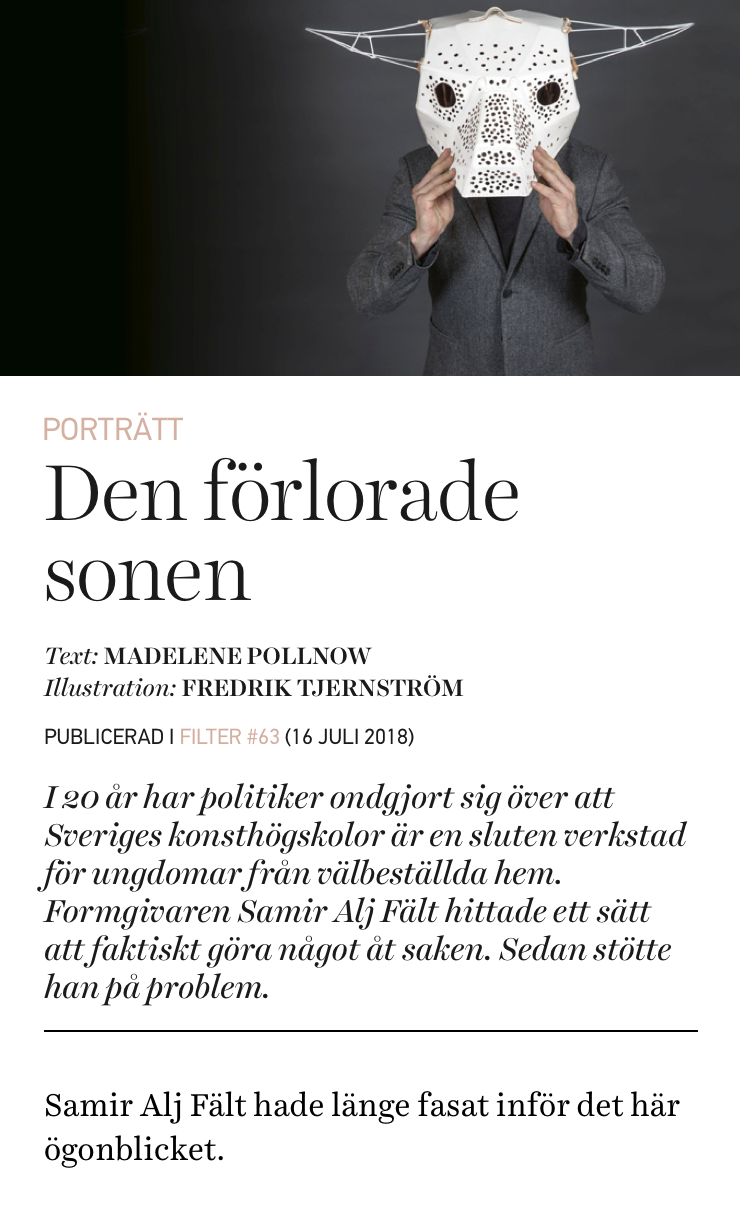 PORTRÄTT
Den förlorade
sonen
Text: MADELENE POLLNOW
Illustration: FREDRIK TJERNSTRÖM
PUBLICERAD I FILTER #63 (16 JULI 2018)
I 20 år har politiker ondgjort sig över att
Sveriges konsthögskolor är en sluten verkstad
för ungdomar från välbeställda hem.
Formgivaren Samir Alj Fält hittade ett sätt
att faktiskt göra något åt saken. Sedan stötte
han på problem.
Samir Alj Fält hade länge fasat inför det här
ögonblicket.